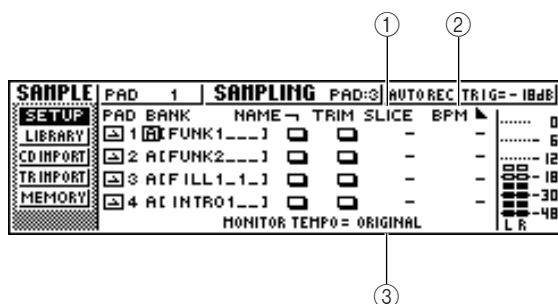 ① ②
SAMPLE PAD 1 SAMPLING PAD:3 AUTOREC TRIG=-18dB
SETUP PAD BANK NAME TRIM SLICE BPM 0
LIBRARY 1 A[FUNK1___] - - 6
CD IMPORT 2 A[FUNK2___] - - 12
TR IMPORT 3 A[FILL1_1_] - - 18
MEMORY 4 A[INTRO1__] - - 30
MONITOR TEMPO= ORIGINAL L R 48
③